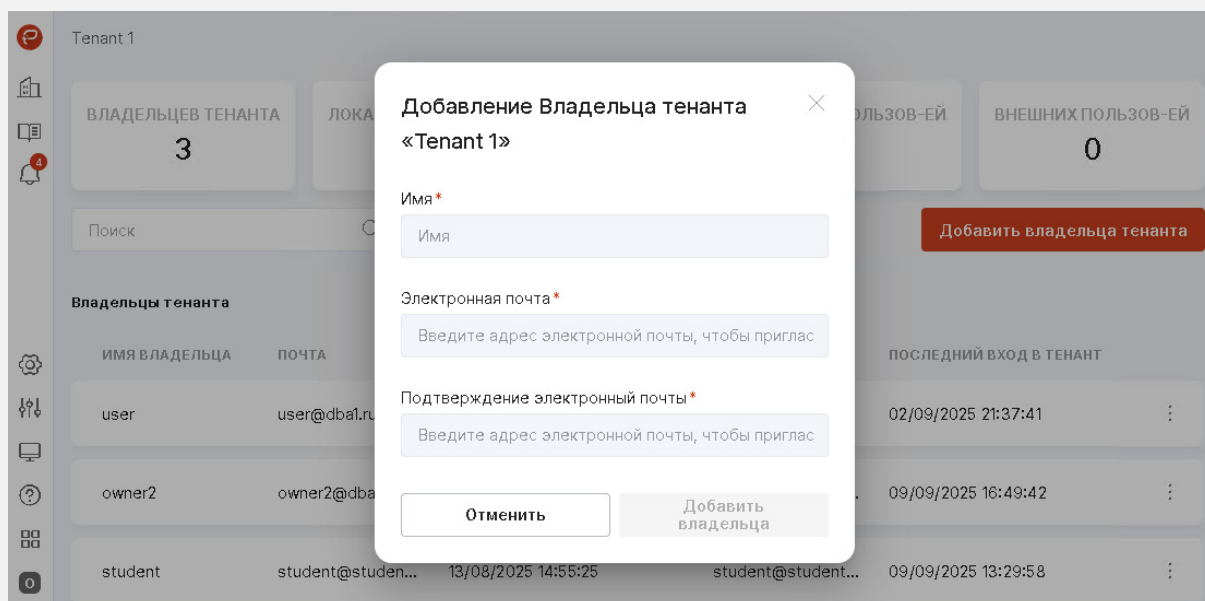 Tenant 1
ВЛАДЕЛЬЦЕВ ТЕНАНТА
3
ЛОКА
ЛЬЗОВ-ЕЙ
ВНЕШНИХ ПОЛЬЗОВ-ЕЙ
0
4
Добавление Владельца тенанта
«Tenant 1»
Имя*
Имя
Электронная почта*
Введите адрес электронной почты, чтобы приглас
Подтверждение электронный почты*
Введите адрес электронной почты, чтобы приглас
Отменить
Добавить
владельца
Поиск
Добавить владельца тенанта
Владельцы тенанта
ИМЯ ВЛАДЕЛЬЦА ПОЧТА ПОСЛЕДНИЙ ВХОД В ТЕНАНТ
user user@dba1.ru 02/09/2025 21:37:41
owner2 owner2@dba 09/09/2025 16:49:42
student student@studen... 13/08/2025 14:55:25 student@student... 09/09/2025 13:29:58
O